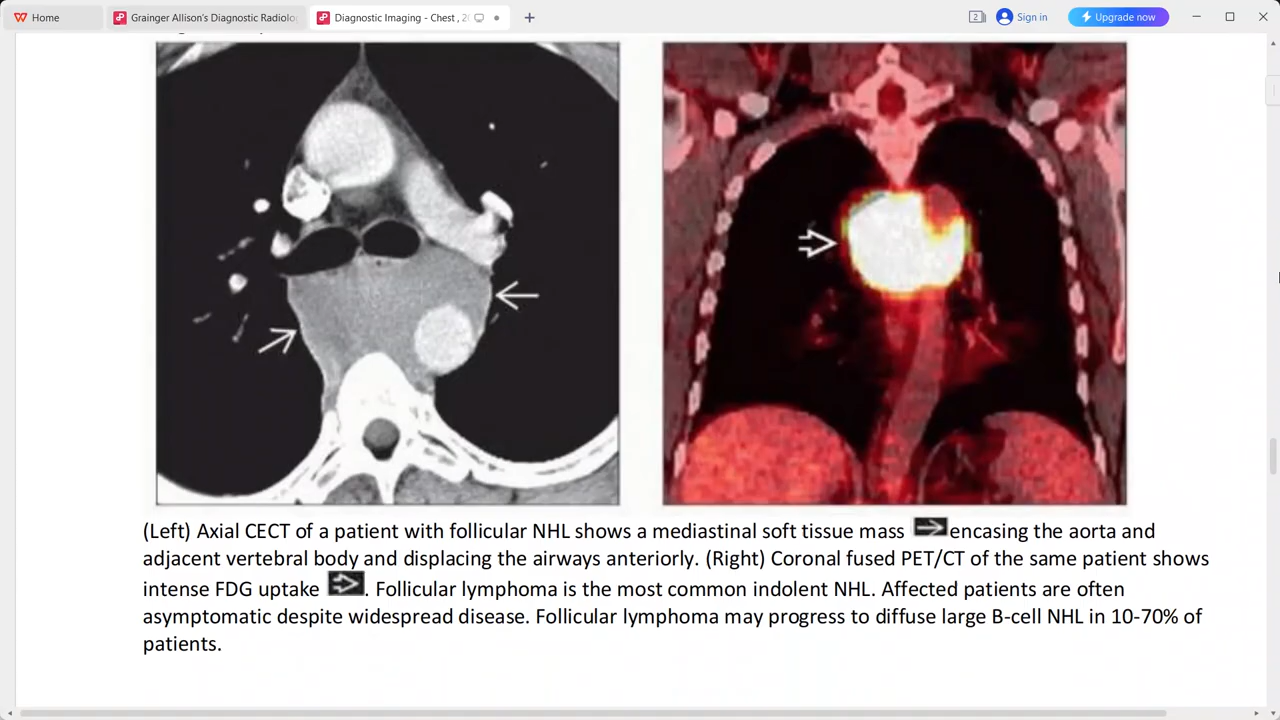 Home
Grainger Allison's Diagnostic Radiolo
Diagnostic Imaging - Chest , 20
2
Sign in
Upgrade now
(Left) Axial CECT of a patient with follicular NHL shows a mediastinal soft tissue mass encasing the aorta and
adjacent vertebral body and displacing the airways anteriorly. (Right) Coronal fused PET/CT of the same patient shows
intense FDG uptake . Follicular lymphoma is the most common indolent NHL. Affected patients are often
asymptomatic despite widespread disease. Follicular lymphoma may progress to diffuse large B-cell NHL in 10-70% of
patients.